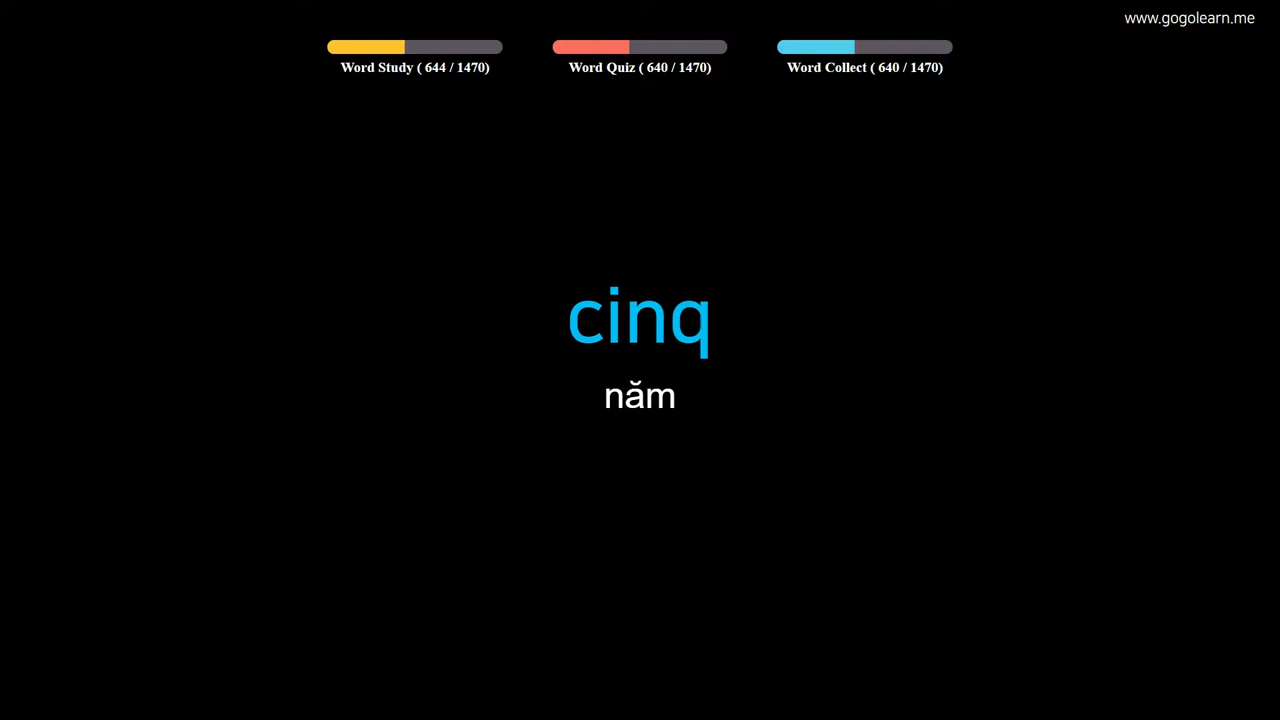 www.gogolearn.me
Word Study ( 644 / 1470)
Word Quiz ( 640 / 1470)
Word Collect ( 640 / 1470)
cinq
năm